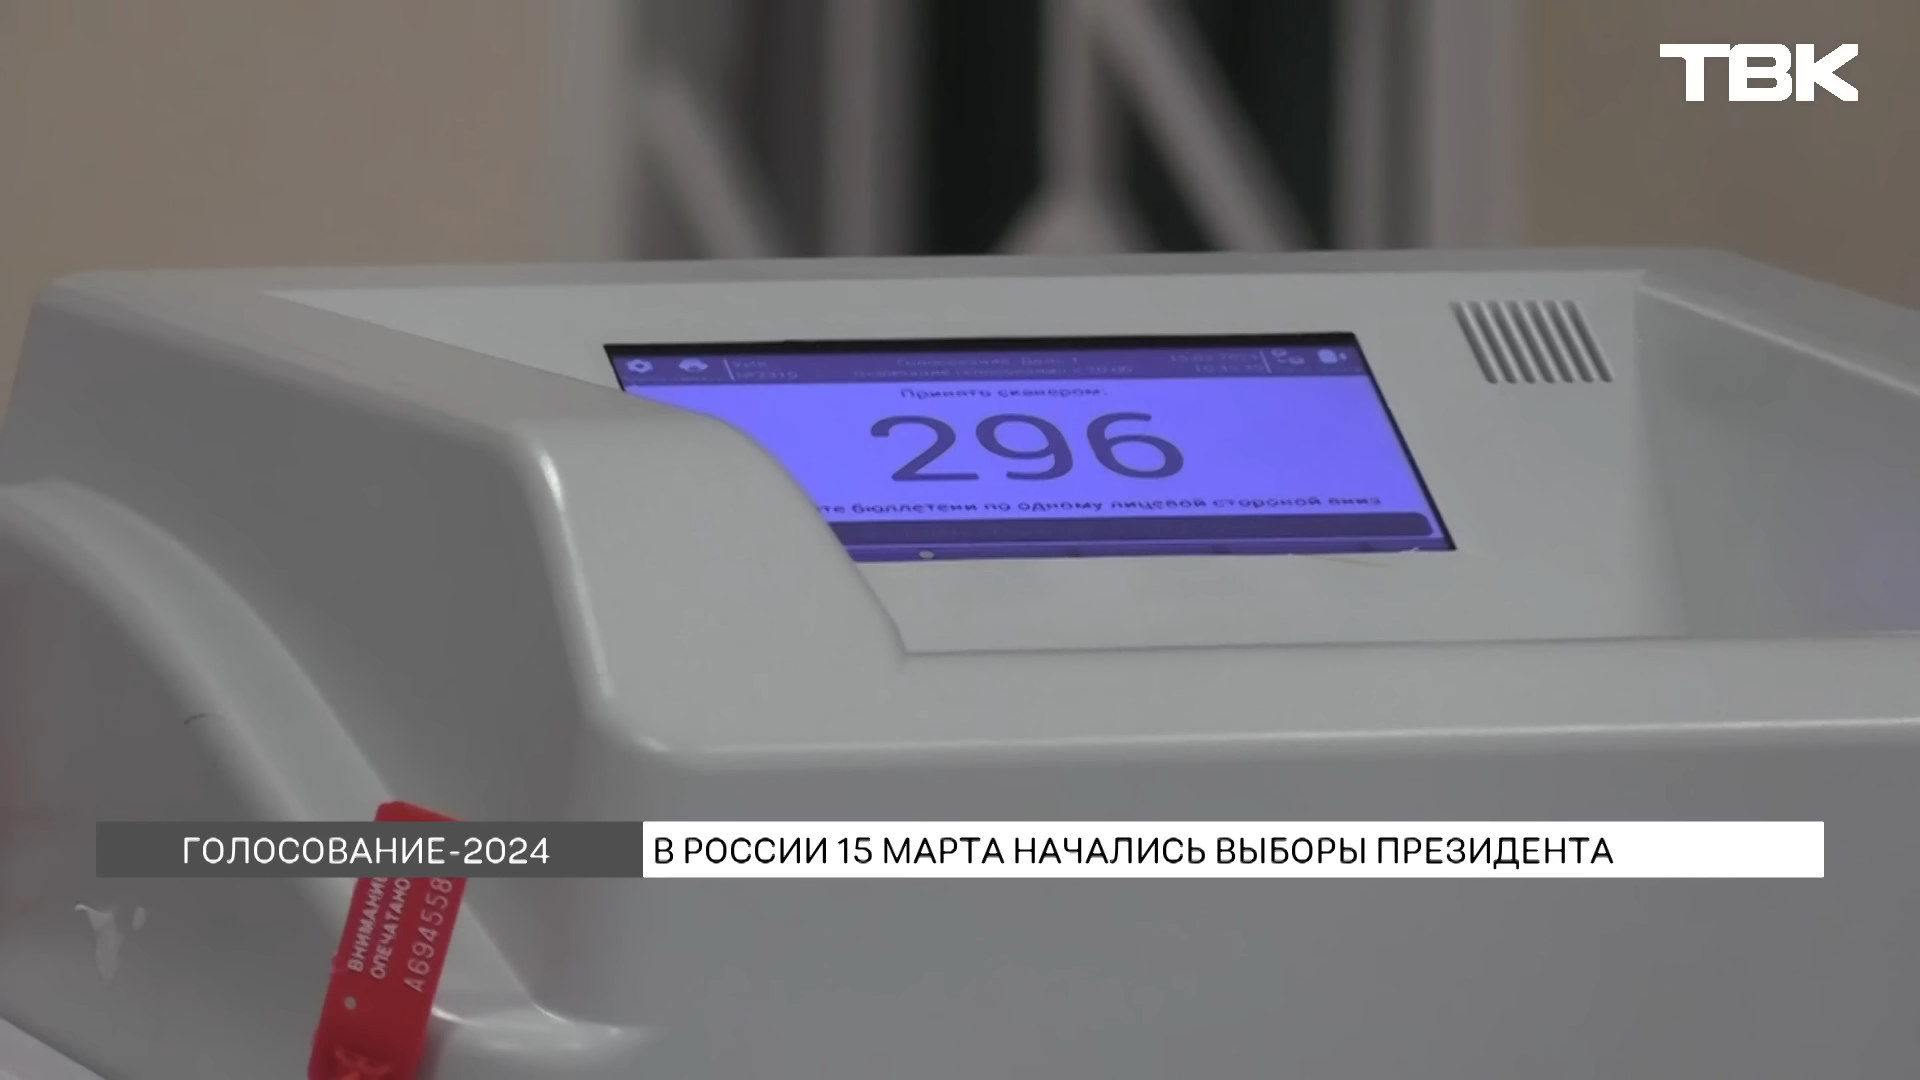 ТВК
Принято сканером:
296
бюллетени по одному лицевой стороной вниз
ГОЛОСОВАНИЕ-2024
В РОССИИ 15 МАРТА НАЧАЛИСЬ ВЫБОРЫ ПРЕЗИДЕНТА
ВНИМАНИ
ОПЕЧАТАНО
А694558